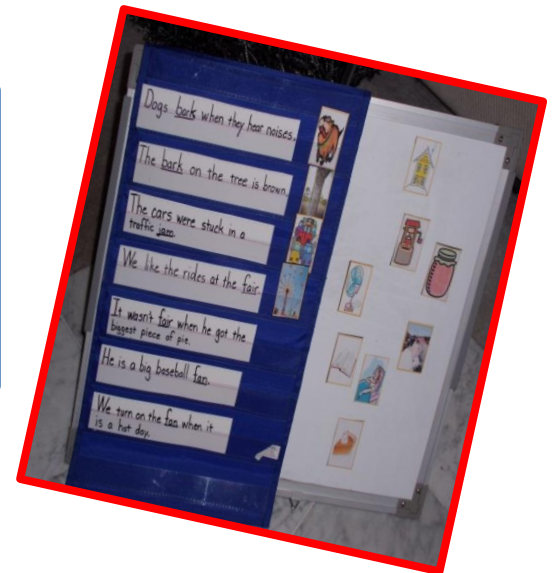 Dogs bark when they hear noises.
The bark on the tree is brown.
The cars were stuck in a
traffic jam.
We like the rides at the fair.
It wasn't fair when he got the
biggest piece of pie.
He is a big baseball fan.
We turn on the fan when it
is a hot day.